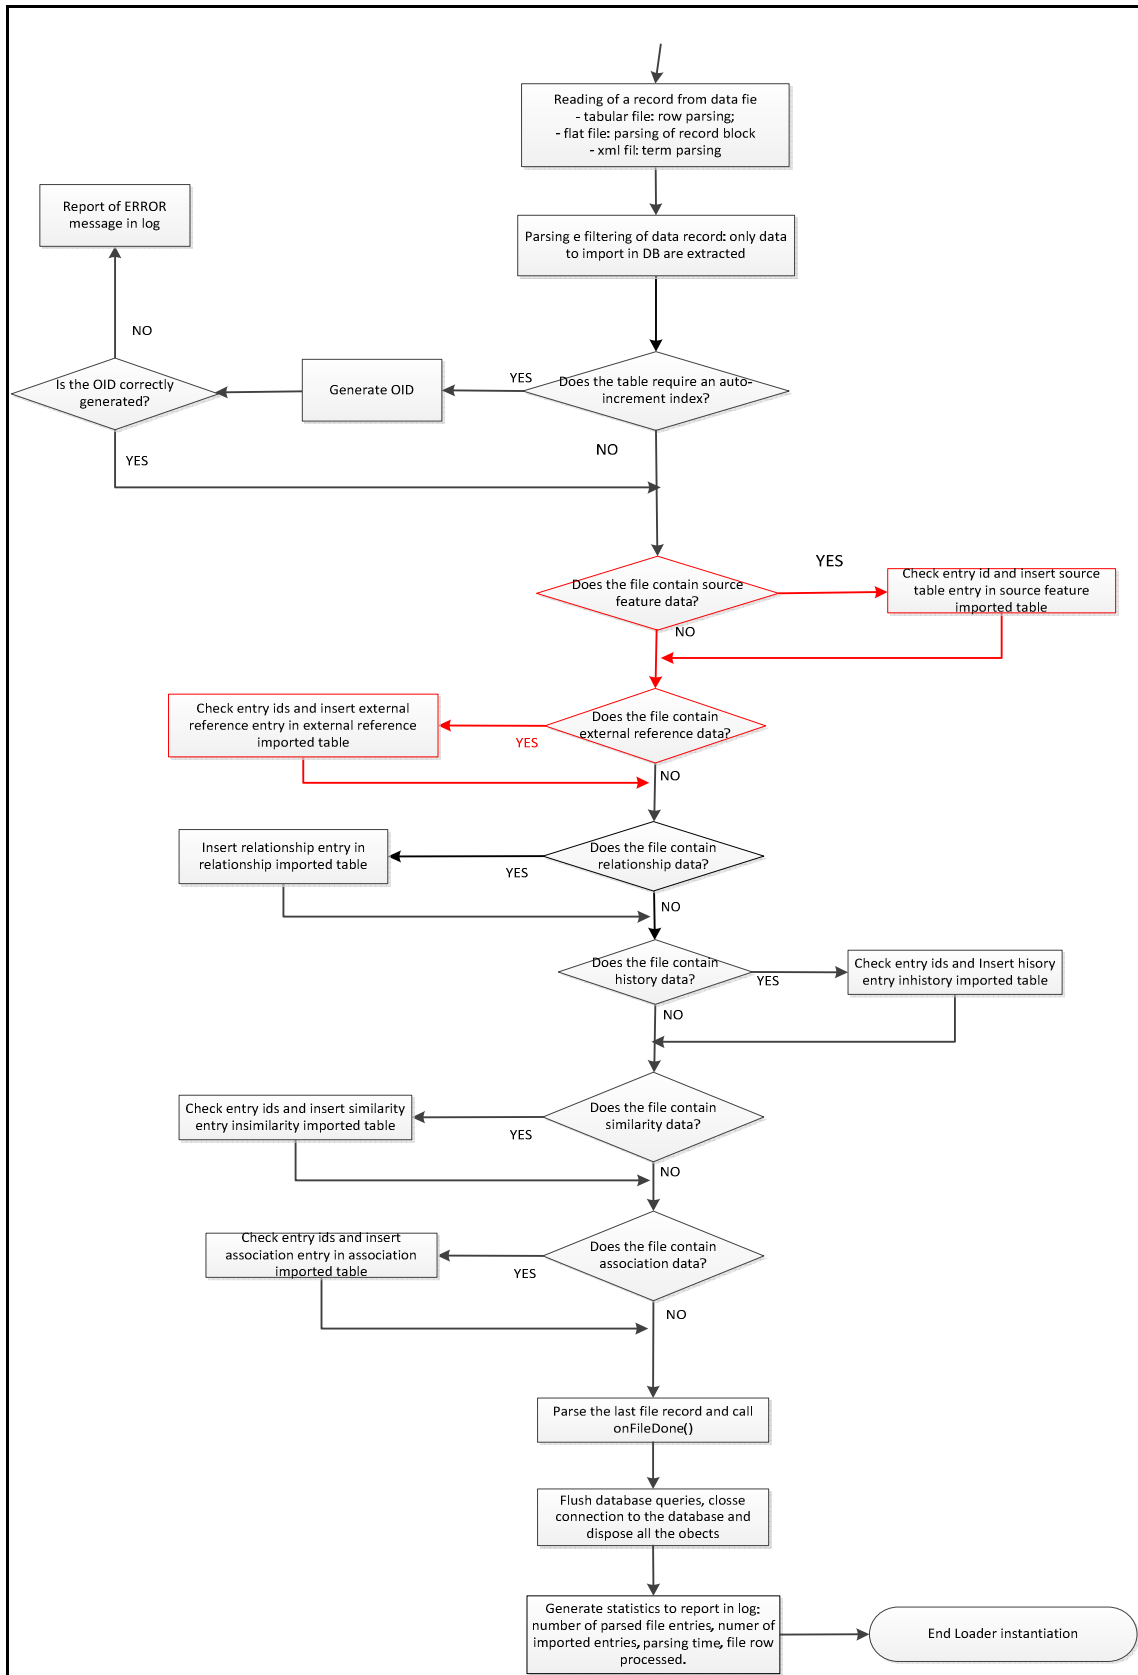 Reading of a record from data fie
- tabular file: row parsing;
- flat file: parsing of record block
- xml fil: term parsing
Report of ERROR
message in log
Parsing e filtering of data record: only data
to import in DB are extracted
NO
Is the OID correctly
generated?
Generate OID
YES
Does the table require an auto-
increment index?
YES
NO
Does the file contain source
feature data?
YES
Check entry id and insert source
table entry in source feature
imported table
NO
Check entry ids and insert external
reference entry in external reference
imported table
YES
Does the file contain
external reference data?
NO
Insert relationship entry in
relationship imported table
YES
Does the file contain
relationship data?
NO
Does the file contain
history data?
YES
Check entry ids and Insert hisory
entry inhistory imported table
NO
Check entry ids and insert similarity
entry insimilarity imported table
YES
Does the file contain
similarity data?
NO
Check entry ids and insert
association entry in association
imported table
YES
Does the file contain
association data?
NO
Parse the last file record and call
onFileDone()
Flush database queries, closse
connection to the database and
dispose all the obects
Generate statistics to report in log:
number of parsed file entries, numer of
imported entries, parsing time, file row
processed.
End Loader instantiation